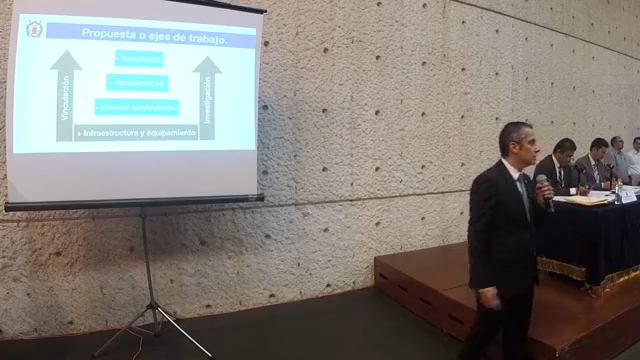 Propuesta o ejes de trabajo.
+ Estudiantes
+ Académicos
+ Personal administrativo
+ Infraestructura y equipamiento
Vinculación
Investigación